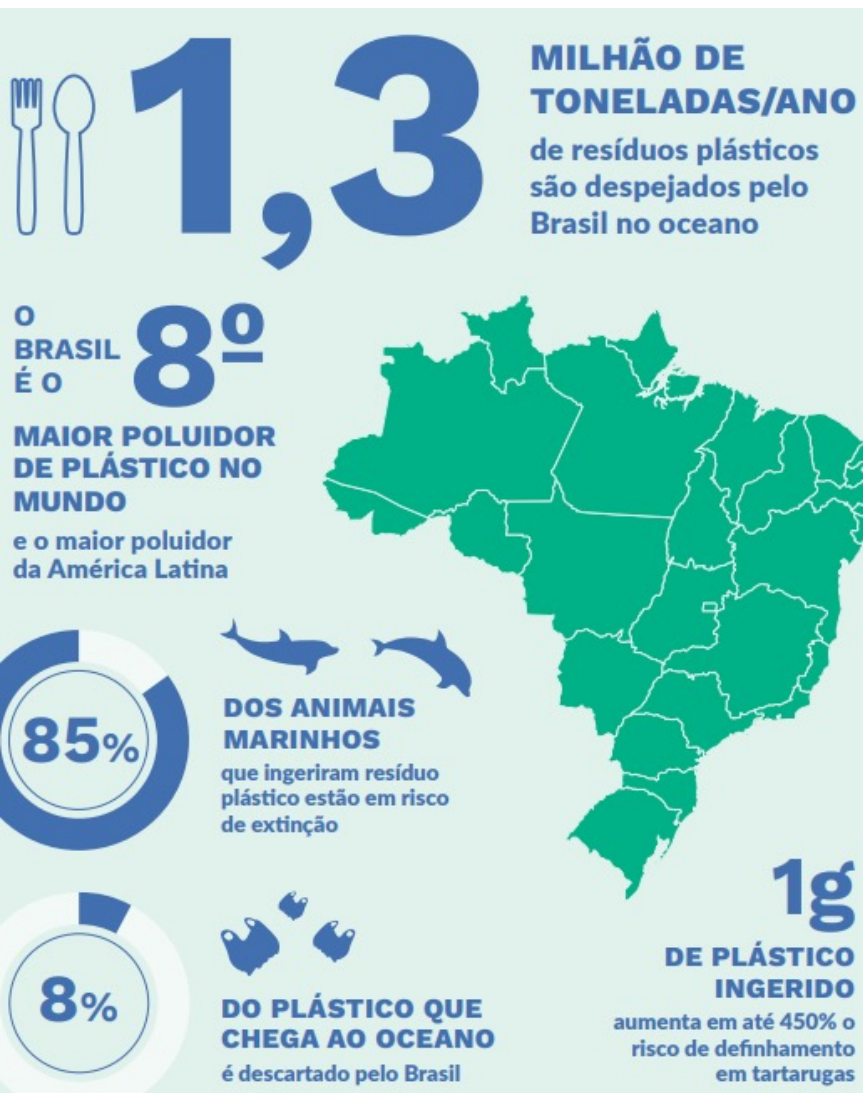 1,3
MILHÃO DE
TONELADAS/ANO
de resíduos plásticos
são despejados pelo
Brasil no oceano
O
BRASIL
É O
8º
MAIOR POLUIDOR
DE PLÁSTICO NO
MUNDO
e o maior poluidor
da América Latina
85%
DOS ANIMAIS
MARINHOS
que ingeriram resíduo
plástico estão em risco
de extinção
8%
DO PLÁSTICO QUE
CHEGA AO OCEANO
é descartado pelo Brasil
1g
DE PLÁSTICO
INGERIDO
aumenta em até 450% o
risco de definhamento
em tartarugas